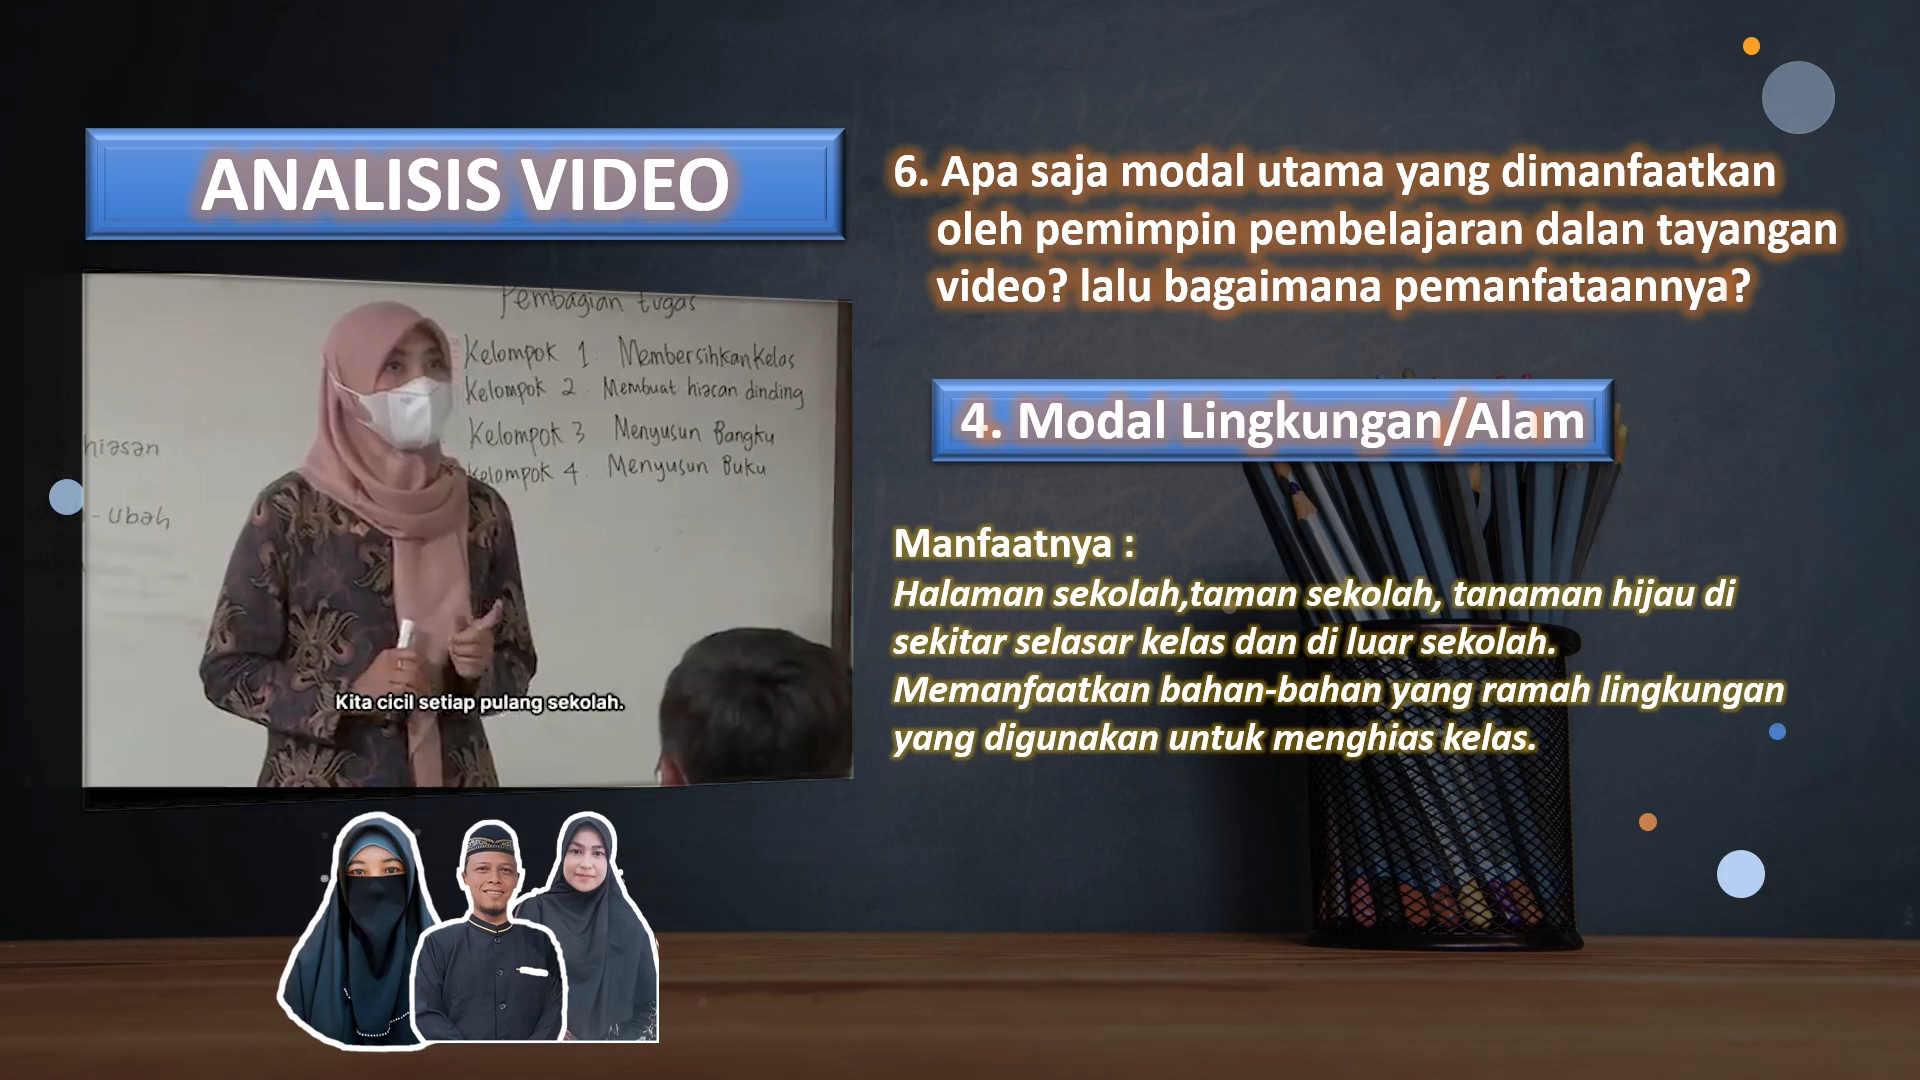 ANALISIS VIDEO
6. Apa saja modal utama yang dimanfaatkan
oleh pemimpin pembelajaran dalan tayangan
video? lalu bagaimana pemanfataannya?
4. Modal Lingkungan/Alam
Manfaatnya :
Halaman sekolah,taman sekolah, tanaman hijau di
sekitar selasar kelas dan di luar sekolah.
Memanfaatkan bahan-bahan yang ramah lingkungan
yang digunakan untuk menghias kelas.
Pembagian tugas
Kelompok 1. Membersihkan Kelas
Kelompok 2. Membuat hiasan dinding
Kelompok 3 Menyusun Bangku
Kelompok 4. Menyusun Buku
hiasan
- ubah
Kita cicil setiap pulang sekolah.